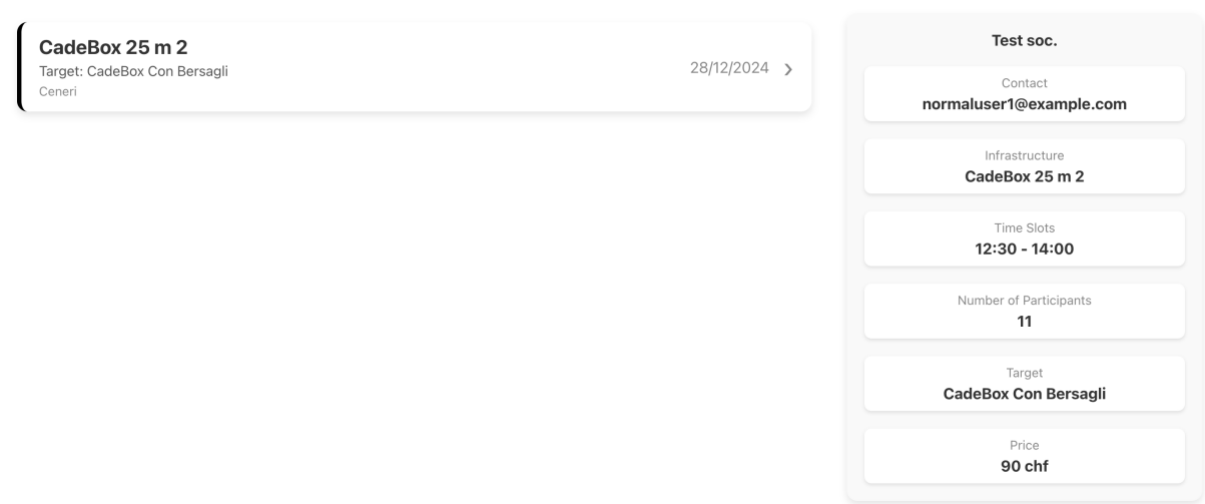 CadeBox 25 m 2
Target: CadeBox Con Bersagli
Ceneri
28/12/2024
Test soc.
Contact
normaluser1@example.com
Infrastructure
CadeBox 25 m 2
Time Slots
12:30 - 14:00
Number of Participants
11
Target
CadeBox Con Bersagli
Price
90 chf